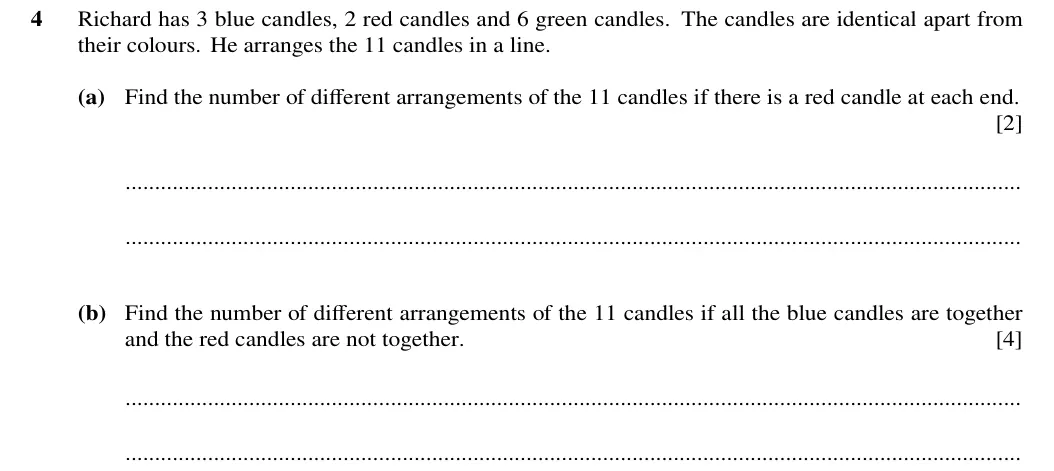 4 Richard has 3 blue candles, 2 red candles and 6 green candles. The candles are identical apart from
their colours. He arranges the 11 candles in a line.
(a) Find the number of different arrangements of the 11 candles if there is a red candle at each end.
[2]
................................................................................................................................................
................................................................................................................................................
(b) Find the number of different arrangements of the 11 candles if all the blue candles are together
and the red candles are not together. [4]
................................................................................................................................................
................................................................................................................................................